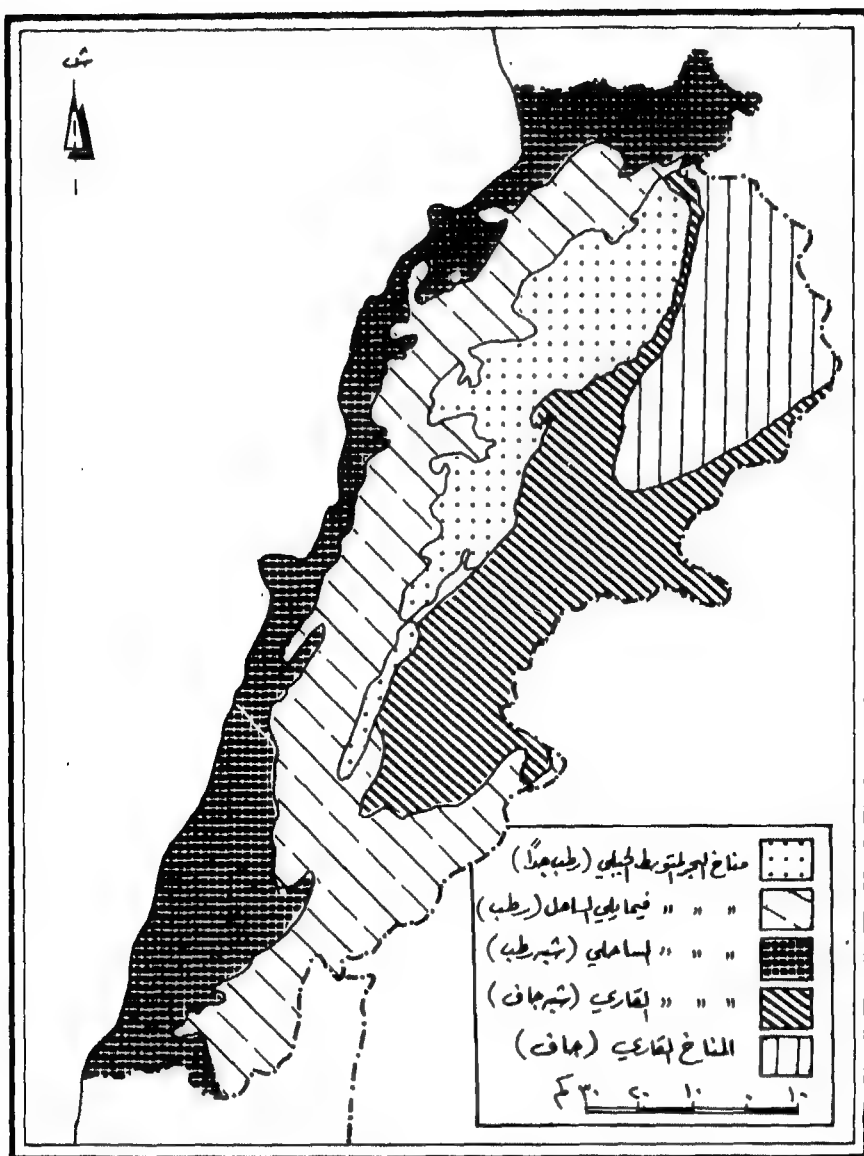 ش
مناخ البحر المتوسط الجبلي (رطب جداً)
" " " فيما يلي الساحل (رطب)
" " " الساحلي (شبه رطب)
" " " القاري (شبه جاف)
المناخ القاري (جاف)
١٠ ٠ ١٠ ٢٠ ٣٠ كم